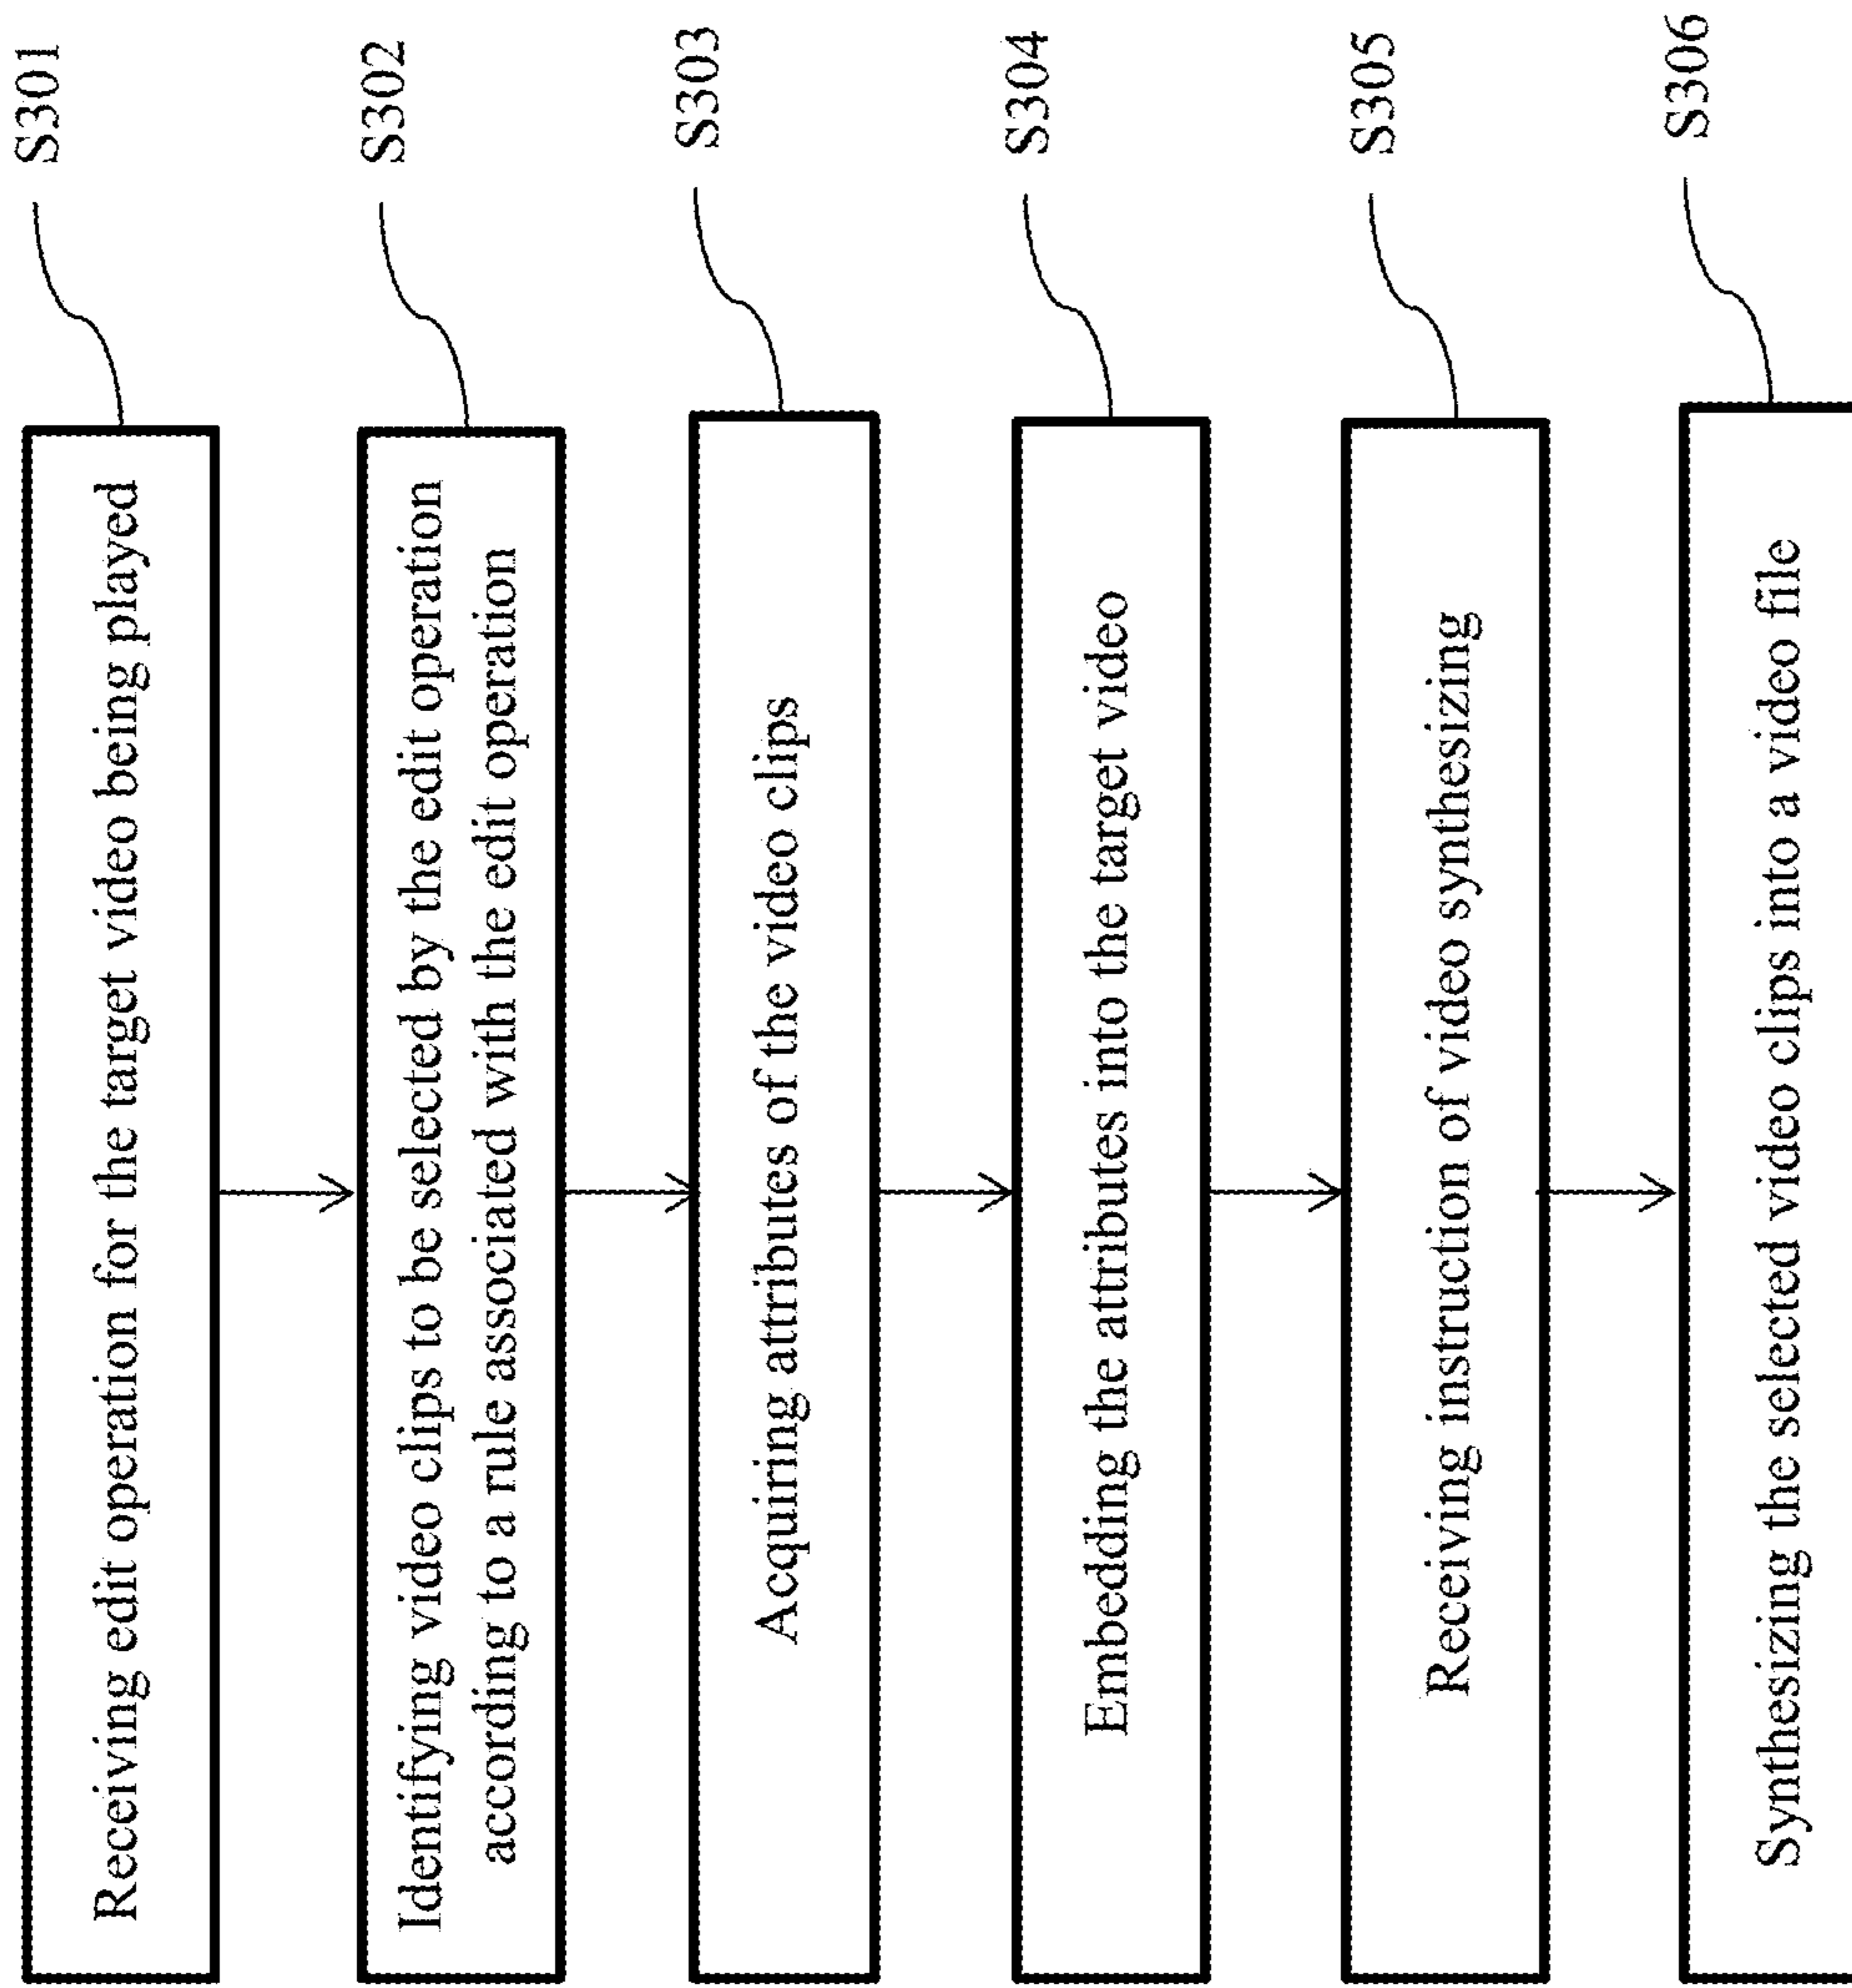 Receiving edit operation for the target video being played
S301
Identifying video clips to be selected by the edit operation
according to a rule associated with the edit operation
S302
Acquiring attributes of the video clips
S303
Embedding the attributes into the target video
S304
Receiving instruction of video synthesizing
S305
Synthesizing the selected video clips into a video file
S306